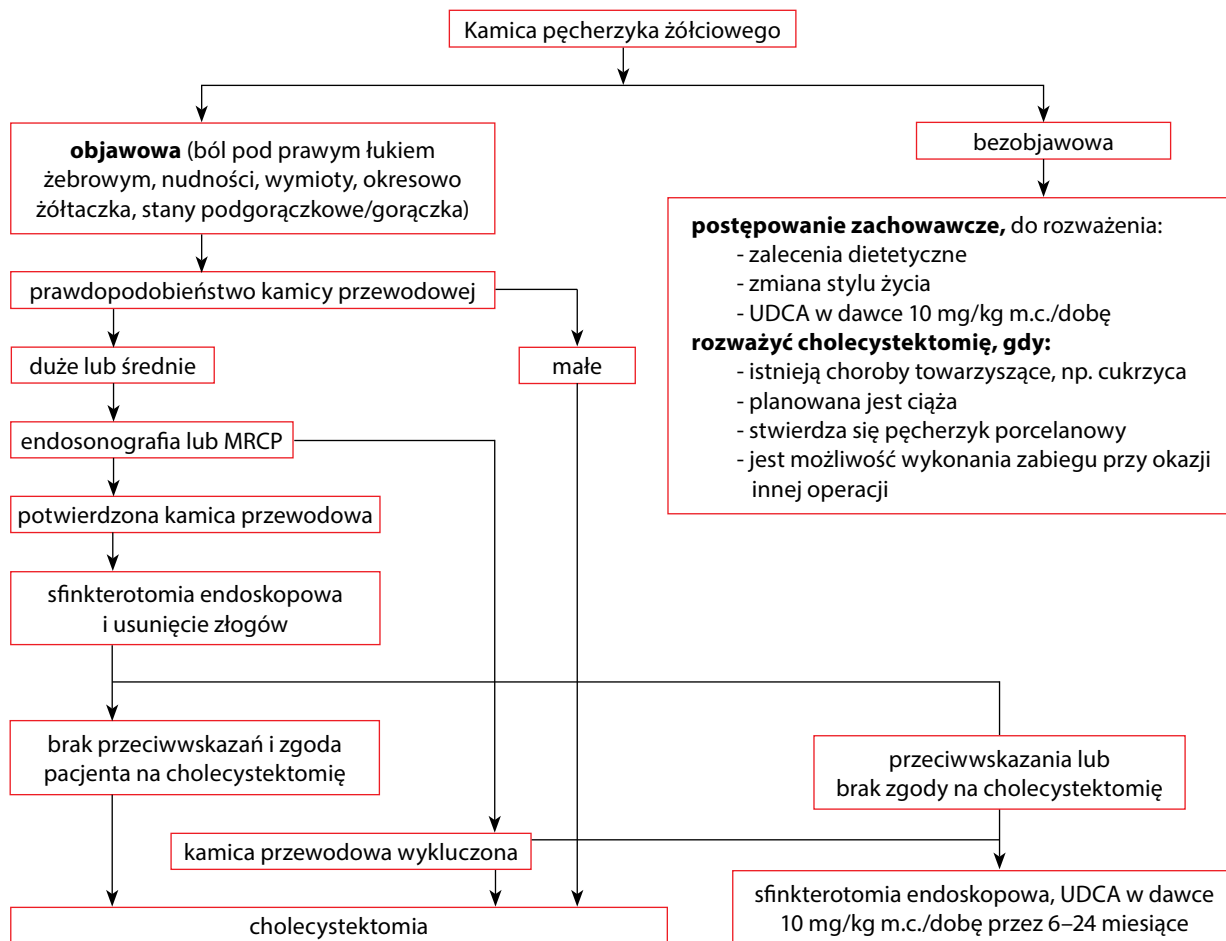 Kamica pęcherzyka żółciowego
objawowa (ból pod prawym łukiem
żebrowym, nudności, wymioty, okresowo
żółtaczka, stany podgorączkowe/gorączka)
bezobjawowa
postępowanie zachowawcze, do rozważenia:
- zalecenia dietetyczne
- zmiana stylu życia
- UDCA w dawce 10 mg/kg m.c./dobę
rozważyć cholecystektomię, gdy:
- istnieją choroby towarzyszące, np. cukrzyca
- planowana jest ciąża
- stwierdza się pęcherzyk porcelanowy
- jest możliwość wykonania zabiegu przy okazji
innej operacji
prawdopodobieństwo kamicy przewodowej
duże lub średnie
małe
endosonografia lub MRCP
potwierdzona kamica przewodowa
sfinkterotomia endoskopowa
i usunięcie złogów
brak przeciwwskazań i zgoda
pacjenta na cholecystektomię
przeciwwskazania lub
brak zgody na cholecystektomię
kamica przewodowa wykluczona
cholecystektomia
sfinkterotomia endoskopowa, UDCA w dawce
10 mg/kg m.c./dobę przez 6–24 miesiące